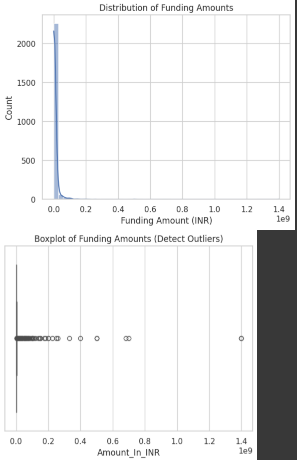 Distribution of Funding Amounts
2000
1500
1000
500
0
Count
0.0 0.2 0.4 0.6 0.8 1.0 1.2 1.4
1e9
Funding Amount (INR)
Boxplot of Funding Amounts (Detect Outliers)
0.0 0.2 0.4 0.6 0.8 1.0 1.2 1.4
1e9
Amount_In_INR